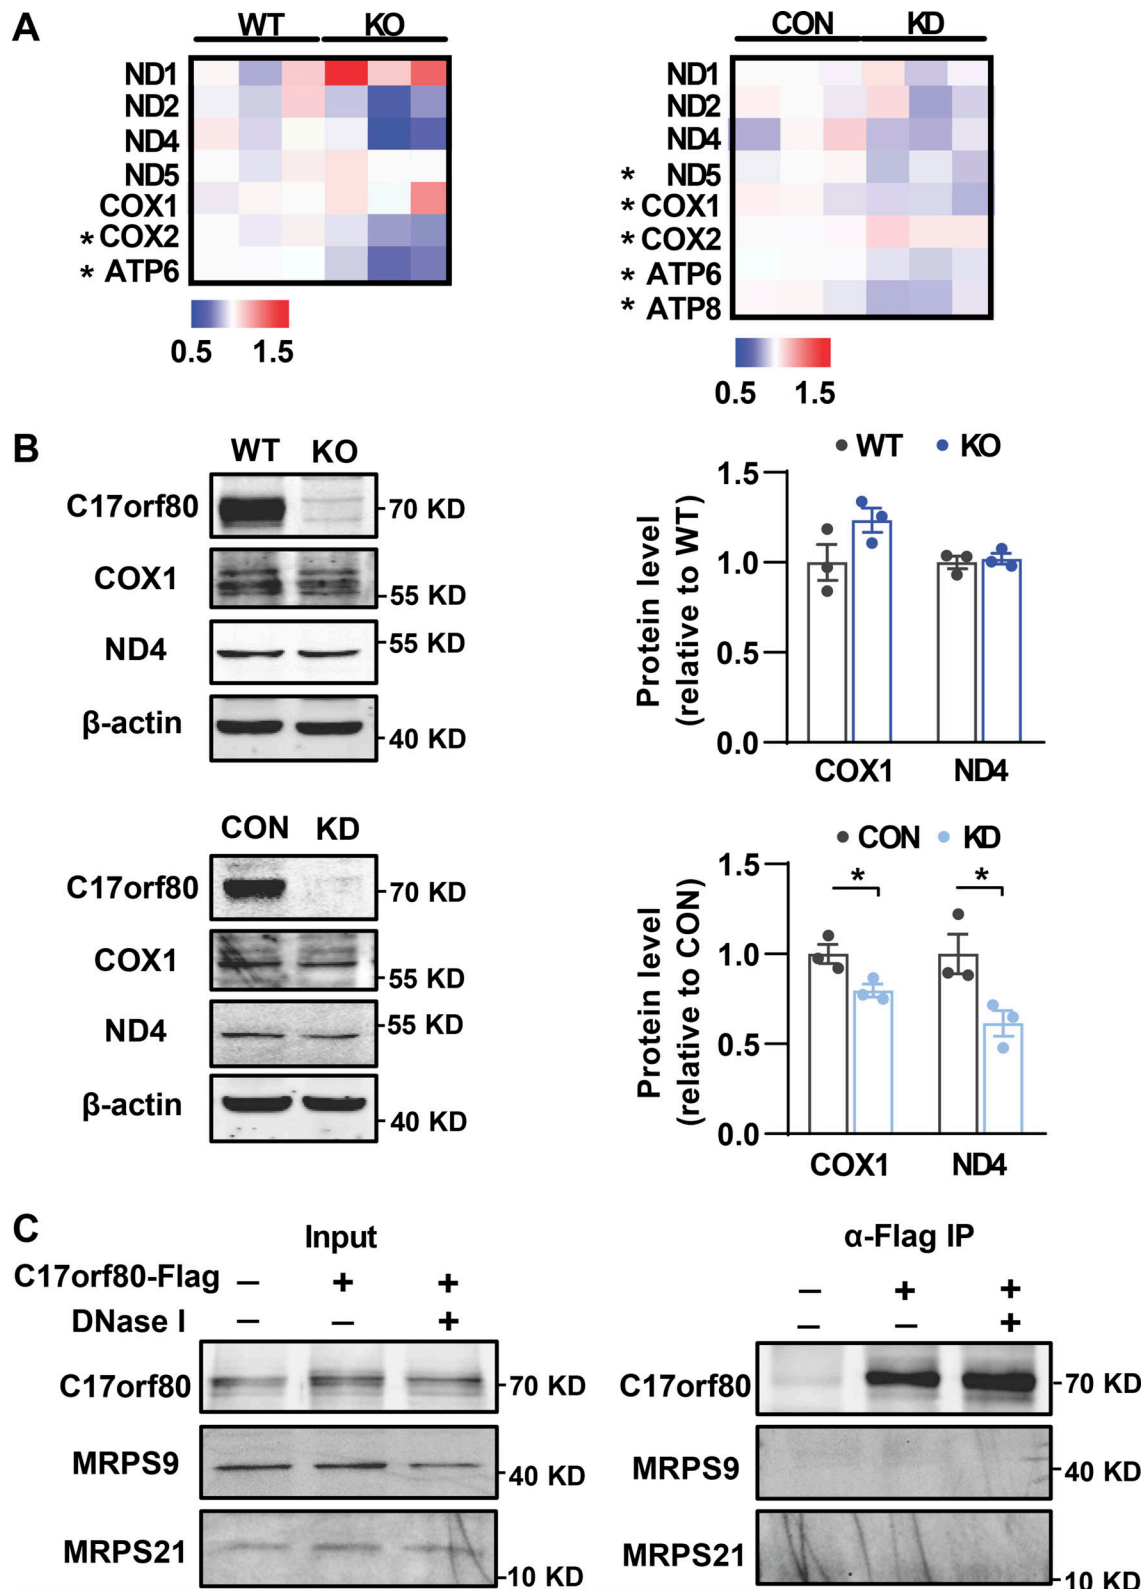 A
WT KO
ND1
ND2
ND4
ND5
COX1
* COX2
* ATP6
0.5 1.5
CON KD
ND1
ND2
ND4
* ND5
* COX1
* COX2
* ATP6
* ATP8
0.5 1.5
B
WT KO
C17orf80 -70 KD
COX1 -55 KD
ND4 -55 KD
β-actin -40 KD
WT KO
Protein level
(relative to WT)
1.5
1.0
0.5
0.0
COX1 ND4
CON KD
C17orf80 -70 KD
COX1 -55 KD
ND4 -55 KD
β-actin -40 KD
CON KD
Protein level
(relative to CON)
1.5
* *
1.0
0.5
0.0
COX1 ND4
C
Input
C17orf80-Flag – + +
DNase I – – +
C17orf80 -70 KD
MRPS9 -40 KD
MRPS21 -10 KD
α-Flag IP
– + +
– – +
C17orf80 -70 KD
MRPS9 -40 KD
MRPS21 -10 KD